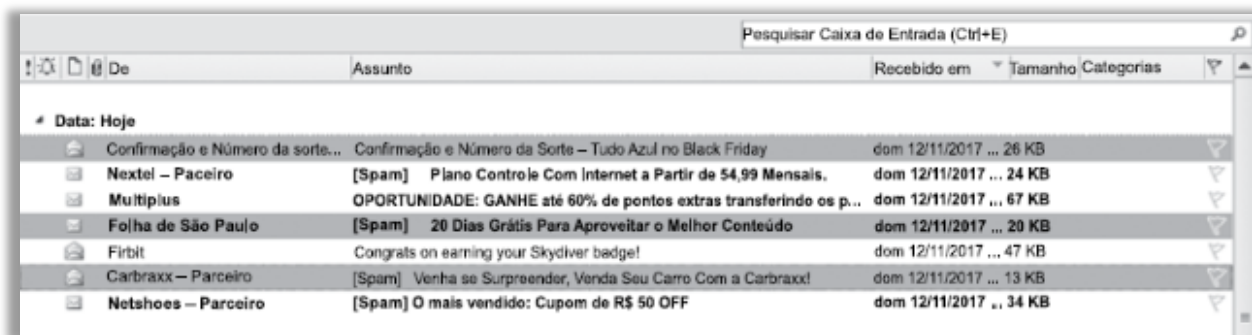 Pesquisar Caixa de Entrada (Ctrl+E)
! De Assunto Recebido em Tamanho Categorias
Data: Hoje
Confirmação e Número da sorte... Confirmação e Número da Sorte – Tudo Azul no Black Friday dom 12/11/2017 ... 26 KB
Nextel – Paceiro [Spam] Plano Controle Com Internet a Partir de 54,99 Mensais. dom 12/11/2017 ... 24 KB
Multiplus OPORTUNIDADE: GANHE até 60% de pontos extras transferindo os p... dom 12/11/2017 ... 67 KB
Folha de São Paulo [Spam] 20 Dias Grátis Para Aproveitar o Melhor Conteúdo dom 12/11/2017 ... 20 KB
Firbit Congrats on earning your Skydiver badge! dom 12/11/2017 ... 47 KB
Carbraxx – Parceiro [Spam] Venha se Surpreender, Venda Seu Carro Com a Carbraxx! dom 12/11/2017 ... 13 KB
Netshoes – Parceiro [Spam] O mais vendido: Cupom de R$ 50 OFF dom 12/11/2017 ... 34 KB